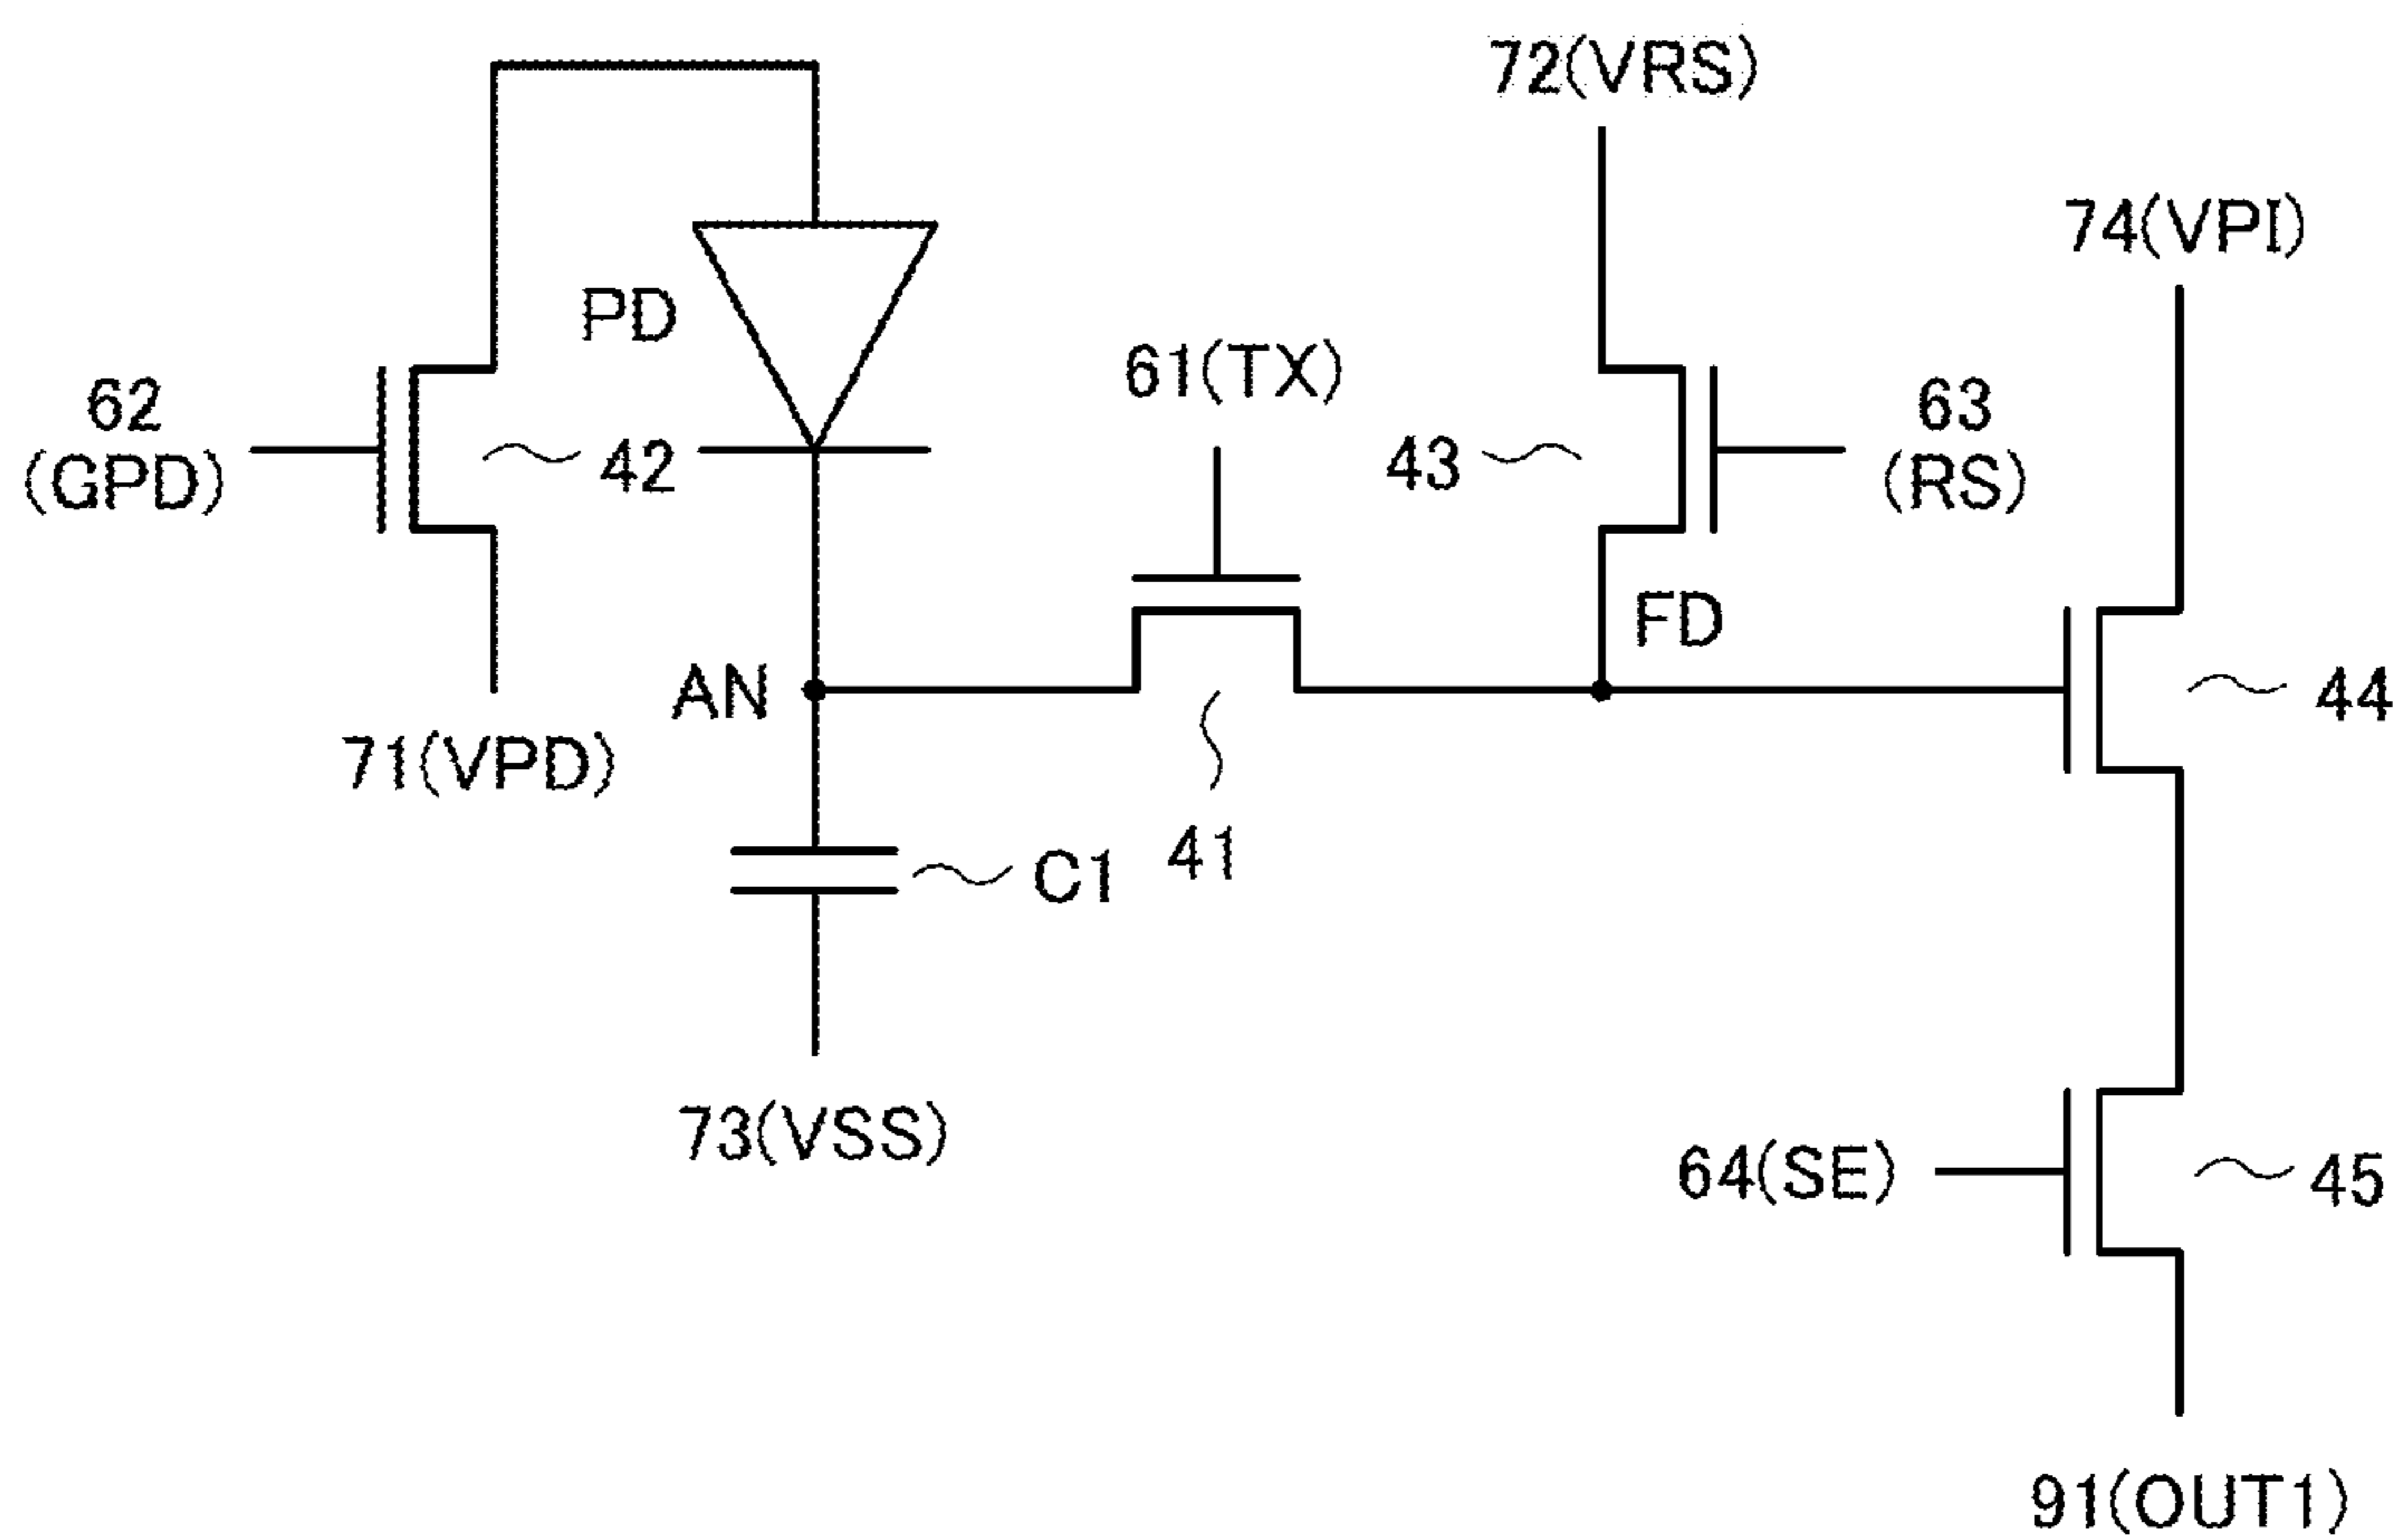 72(VRS)
74(VPI)
PD
61(TX)
62
(GPD)
42
43
63
(RS)
FD
AN
44
71(VPD)
41
C1
73(VSS)
64(SE)
45
91(OUT1)